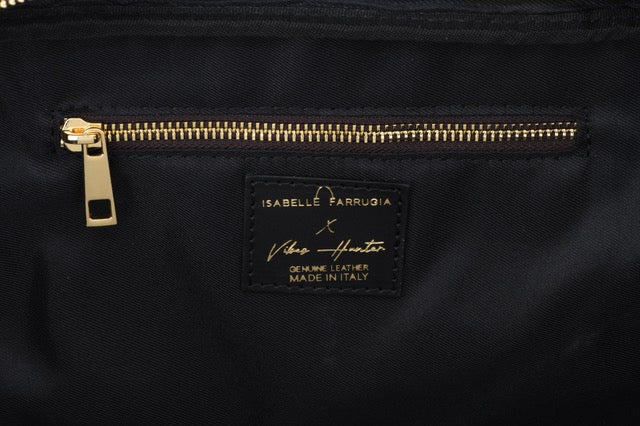 ISABELLE FARRUGIA
X
Vibes Hunter
GENUINE LEATHER
MADE IN ITALY